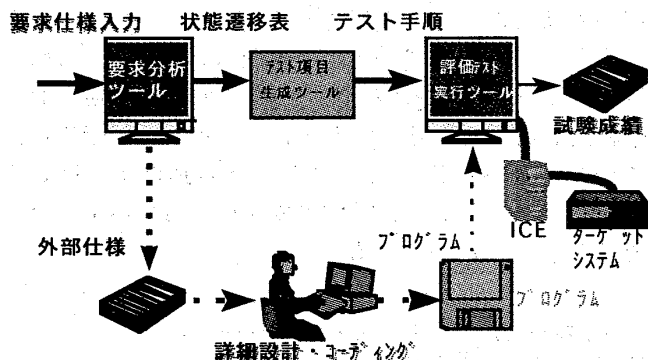 要求仕様入力 状態遷移表 テスト手順
要求分析
ツール
テスト項目
生成ツール
評価テスト
実行ツール
試験成績
ICE
ターゲット
システム
外部仕様
プログラム
プログラム
詳細設計・コーディング